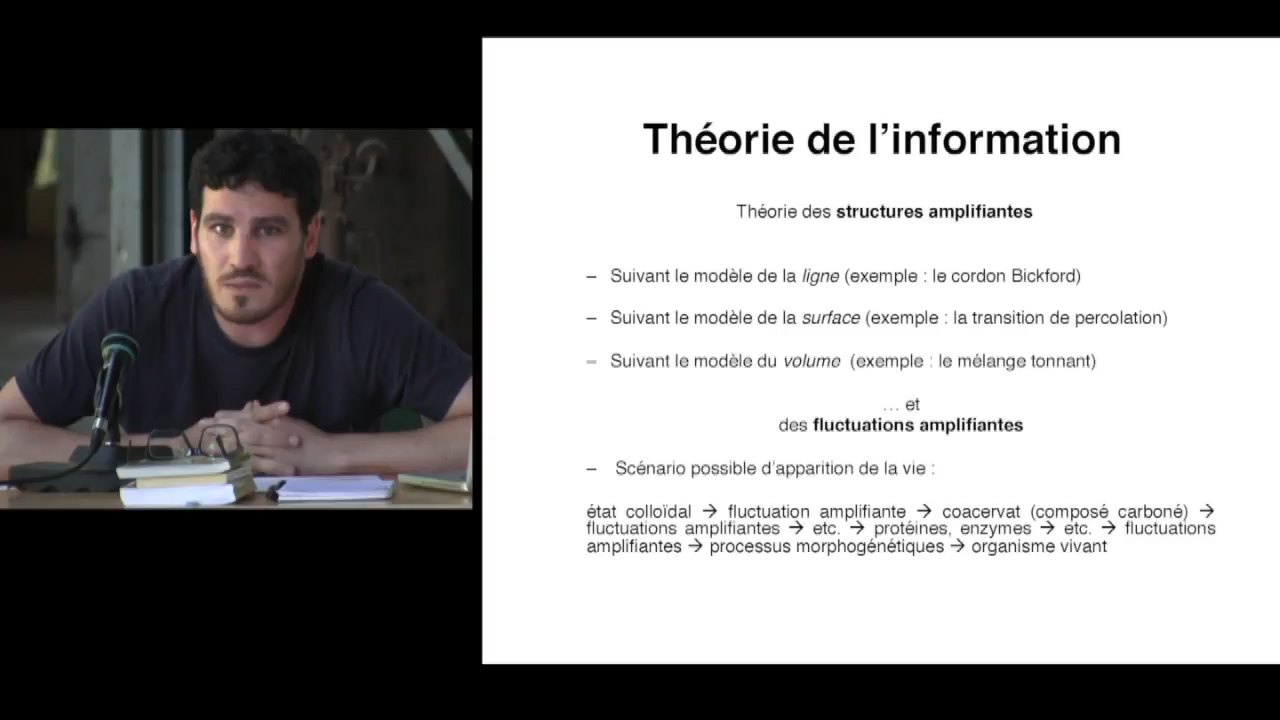 Théorie de l’information
Théorie des structures amplifiantes
– Suivant le modèle de la ligne (exemple : le cordon Bickford)
– Suivant le modèle de la surface (exemple : la transition de percolation)
– Suivant le modèle du volume (exemple : le mélange tonnant)
… et
des fluctuations amplifiantes
– Scénario possible d’apparition de la vie :
état colloïdal → fluctuation amplifiante → coacervat (composé carboné) →
fluctuations amplifiantes → etc. → protéines, enzymes → etc. → fluctuations
amplifiantes → processus morphogénétiques → organisme vivant